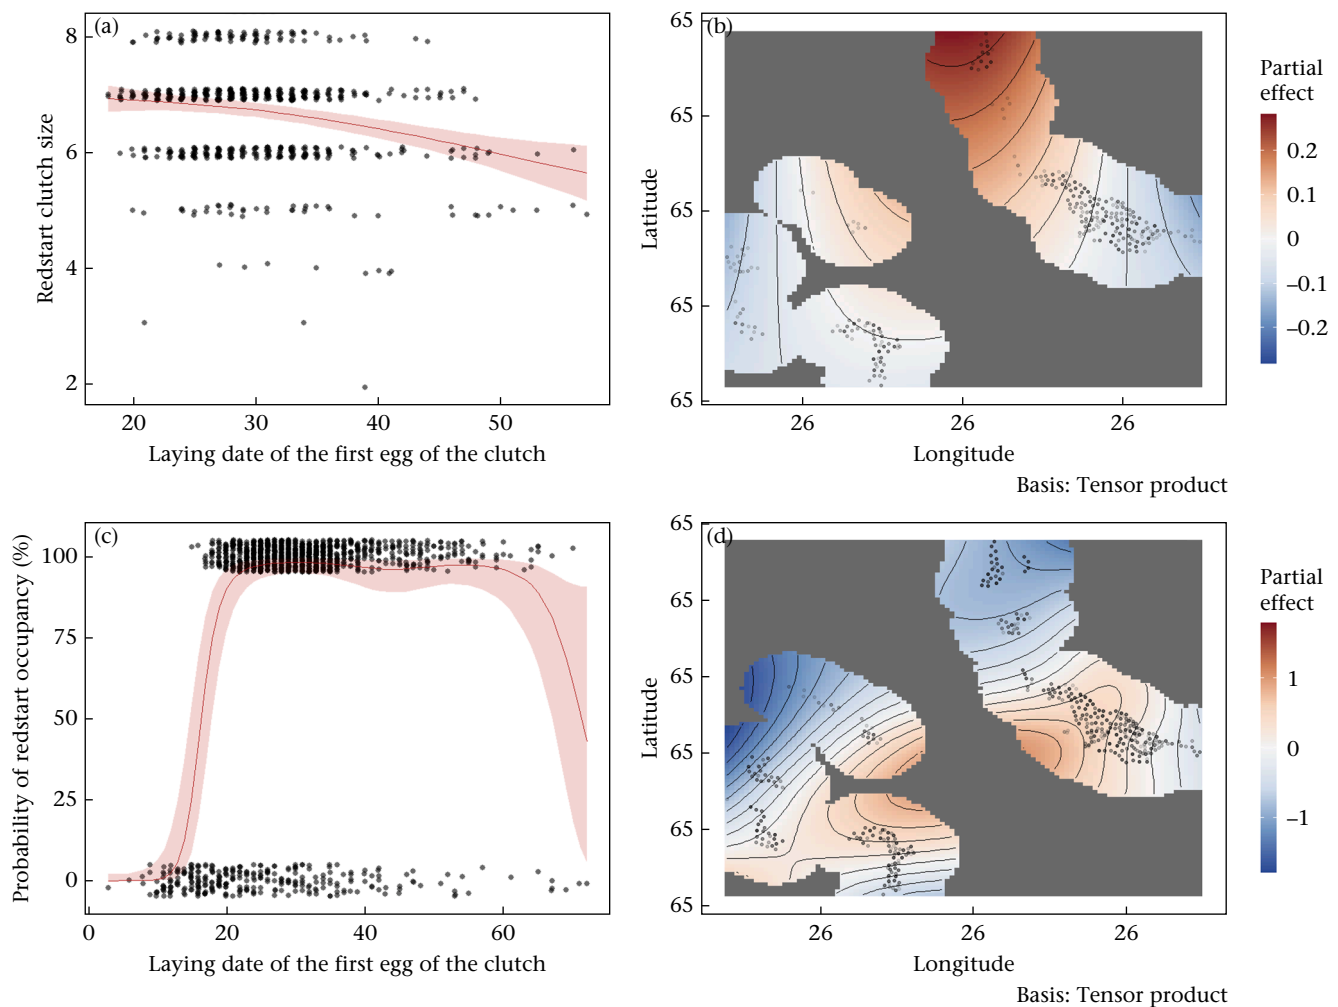 (a)
8
6
4
2
Redstart clutch size
20 30 40 50
Laying date of the first egg of the clutch
(b)
65
65
65
65
65
Latitude
26 26 26
Longitude
Basis: Tensor product
Partial
effect
0.2
0.1
0
–0.1
–0.2
(c)
100
75
50
25
0
Probability of redstart occupancy (%)
0 20 40 60
Laying date of the first egg of the clutch
(d)
65
65
65
65
65
65
Latitude
26 26 26
Longitude
Basis: Tensor product
Partial
effect
1
0
–1